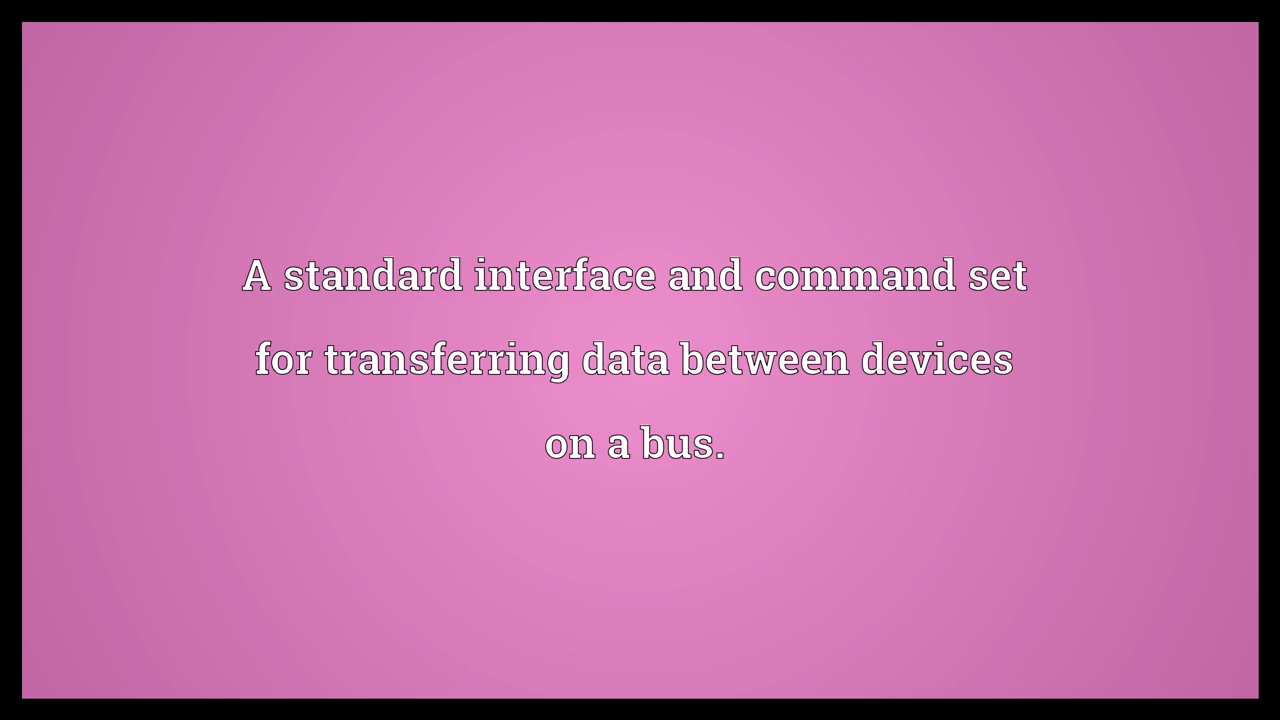 A standard interface and command set
for transferring data between devices
on a bus.